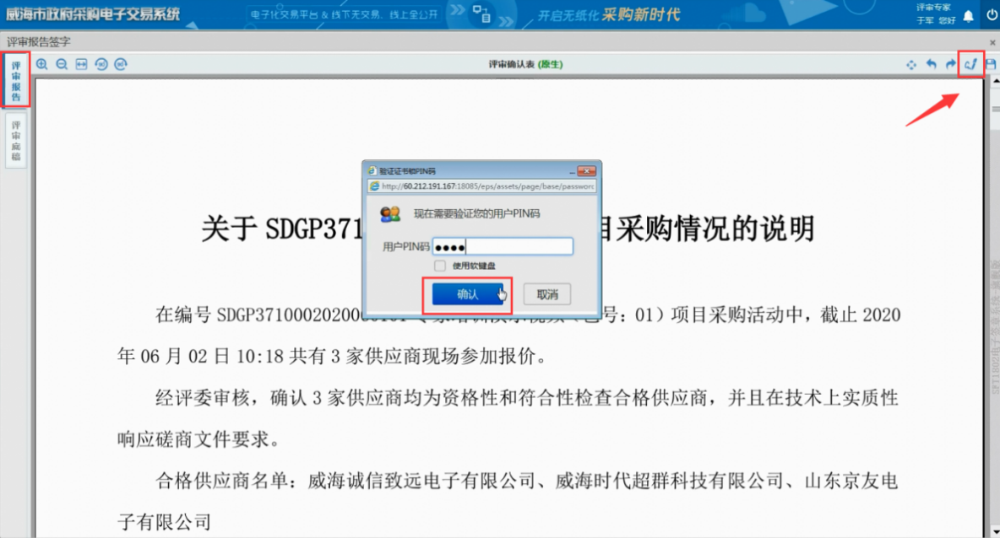 威海市政府采购电子交易系统
电子化交易平台 & 线下无交易、线上全公开
开启无纸化 采购新时代
评审专家
于军 您好
评审报告签字
评审报告
评审底稿
评审确认表 (原生)
验证证书锁PIN码
http://60.212.191.167:18085/eps/assets/page/base/password
现在需要验证您的用户PIN码
用户PIN码 ●●●●
使用软键盘
确认 取消
关于 SDGP371 目采购情况的说明
在编号 SDGP3710002020 号：01）项目采购活动中，截止 2020
年 06 月 02 日 10:18 共有 3 家供应商现场参加报价。
经评委审核，确认 3 家供应商均为资格性和符合性检查合格供应商，并且在技术上实质性
响应磋商文件要求。
合格供应商名单：威海诚信致远电子有限公司、威海时代超群科技有限公司、山东京友电
子有限公司